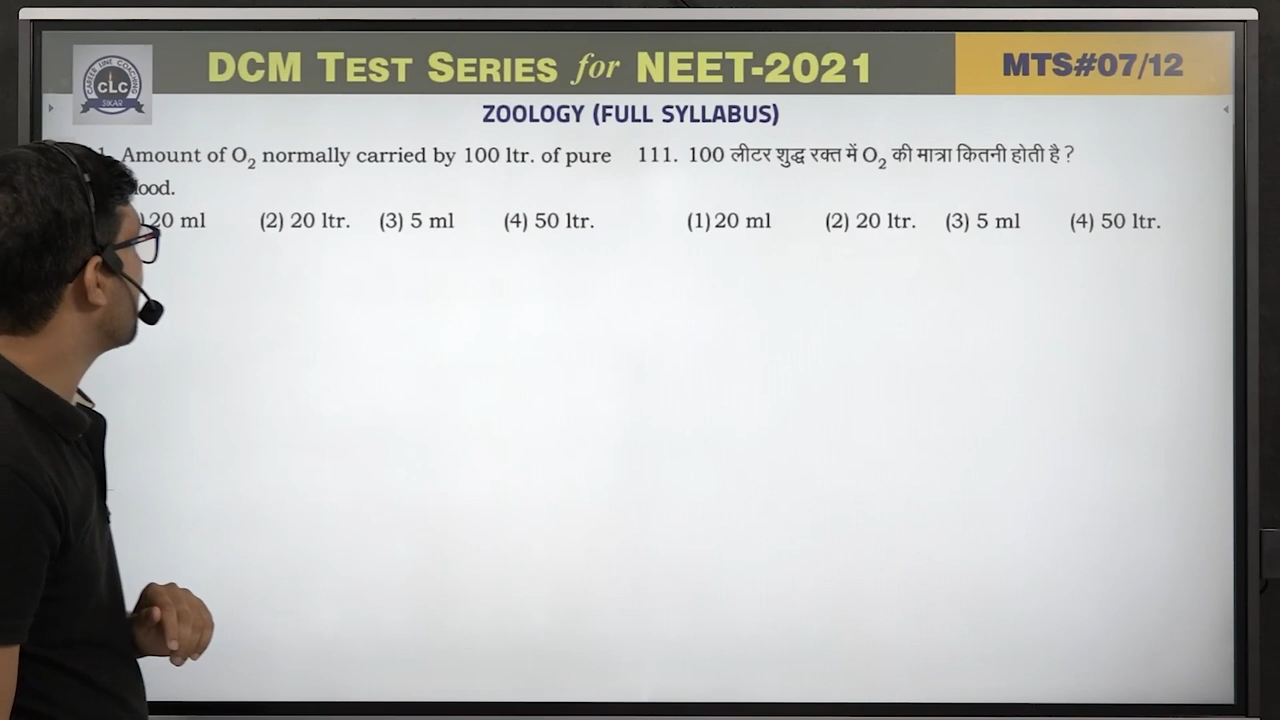 DCM TEST SERIES for NEET-2021
MTS#07/12
CAREER LINE COACHING
CLC
SIKAR
ZOOLOGY (FULL SYLLABUS)
Amount of O₂ normally carried by 100 ltr. of pure
20 ml (2) 20 ltr. (3) 5 ml (4) 50 ltr.
111. 100 लीटर शुद्ध रक्त में O₂ की मात्रा कितनी होती है ?
(1) 20 ml (2) 20 ltr. (3) 5 ml (4) 50 ltr.